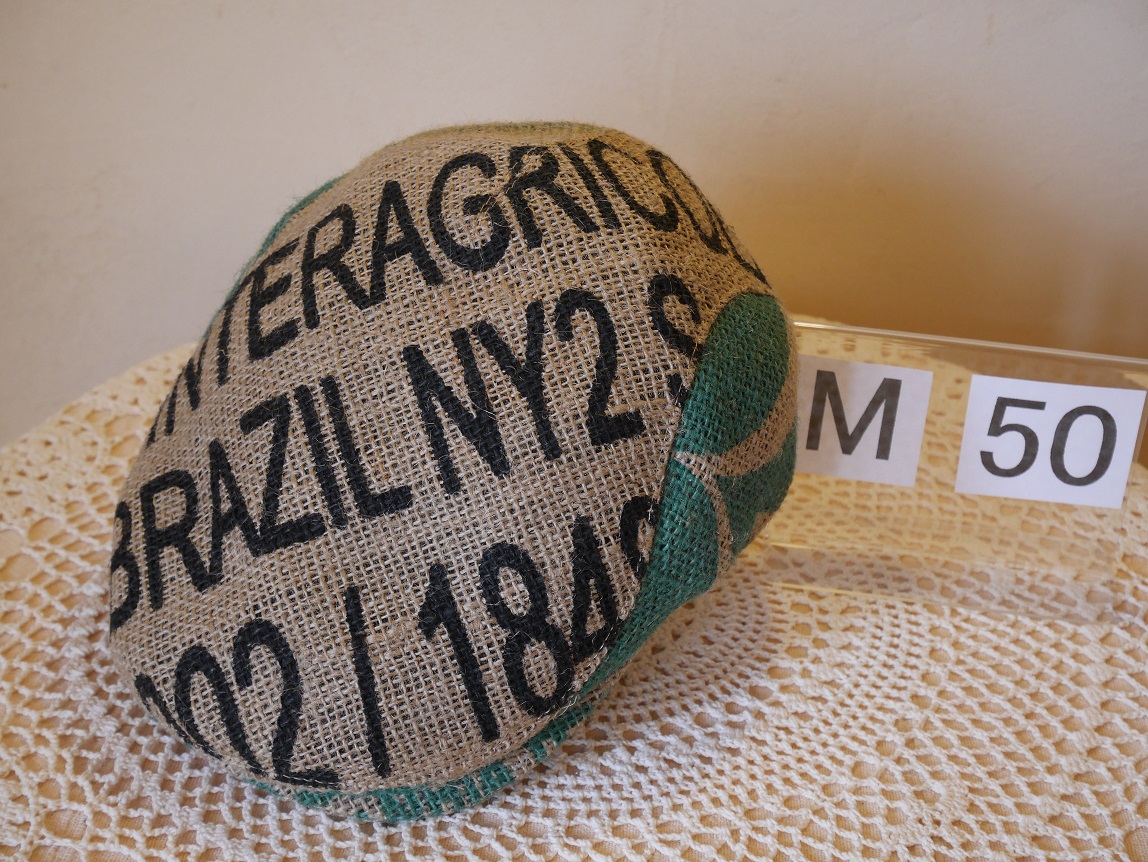 INTERAGRICO
BRAZIL NY2 S
02 / 184
M 50